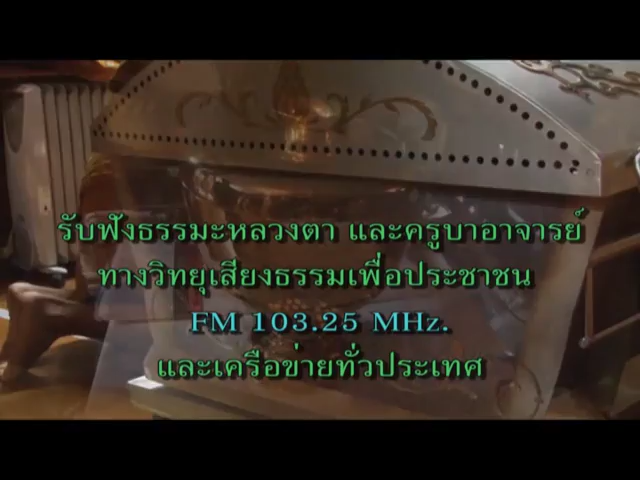 รับฟังธรรมะหลวงตา และครูบาอาจารย์
ทางวิทยุเสียงธรรมเพื่อประชาชน
FM 103.25 MHz.
และเครือข่ายทั่วประเทศ